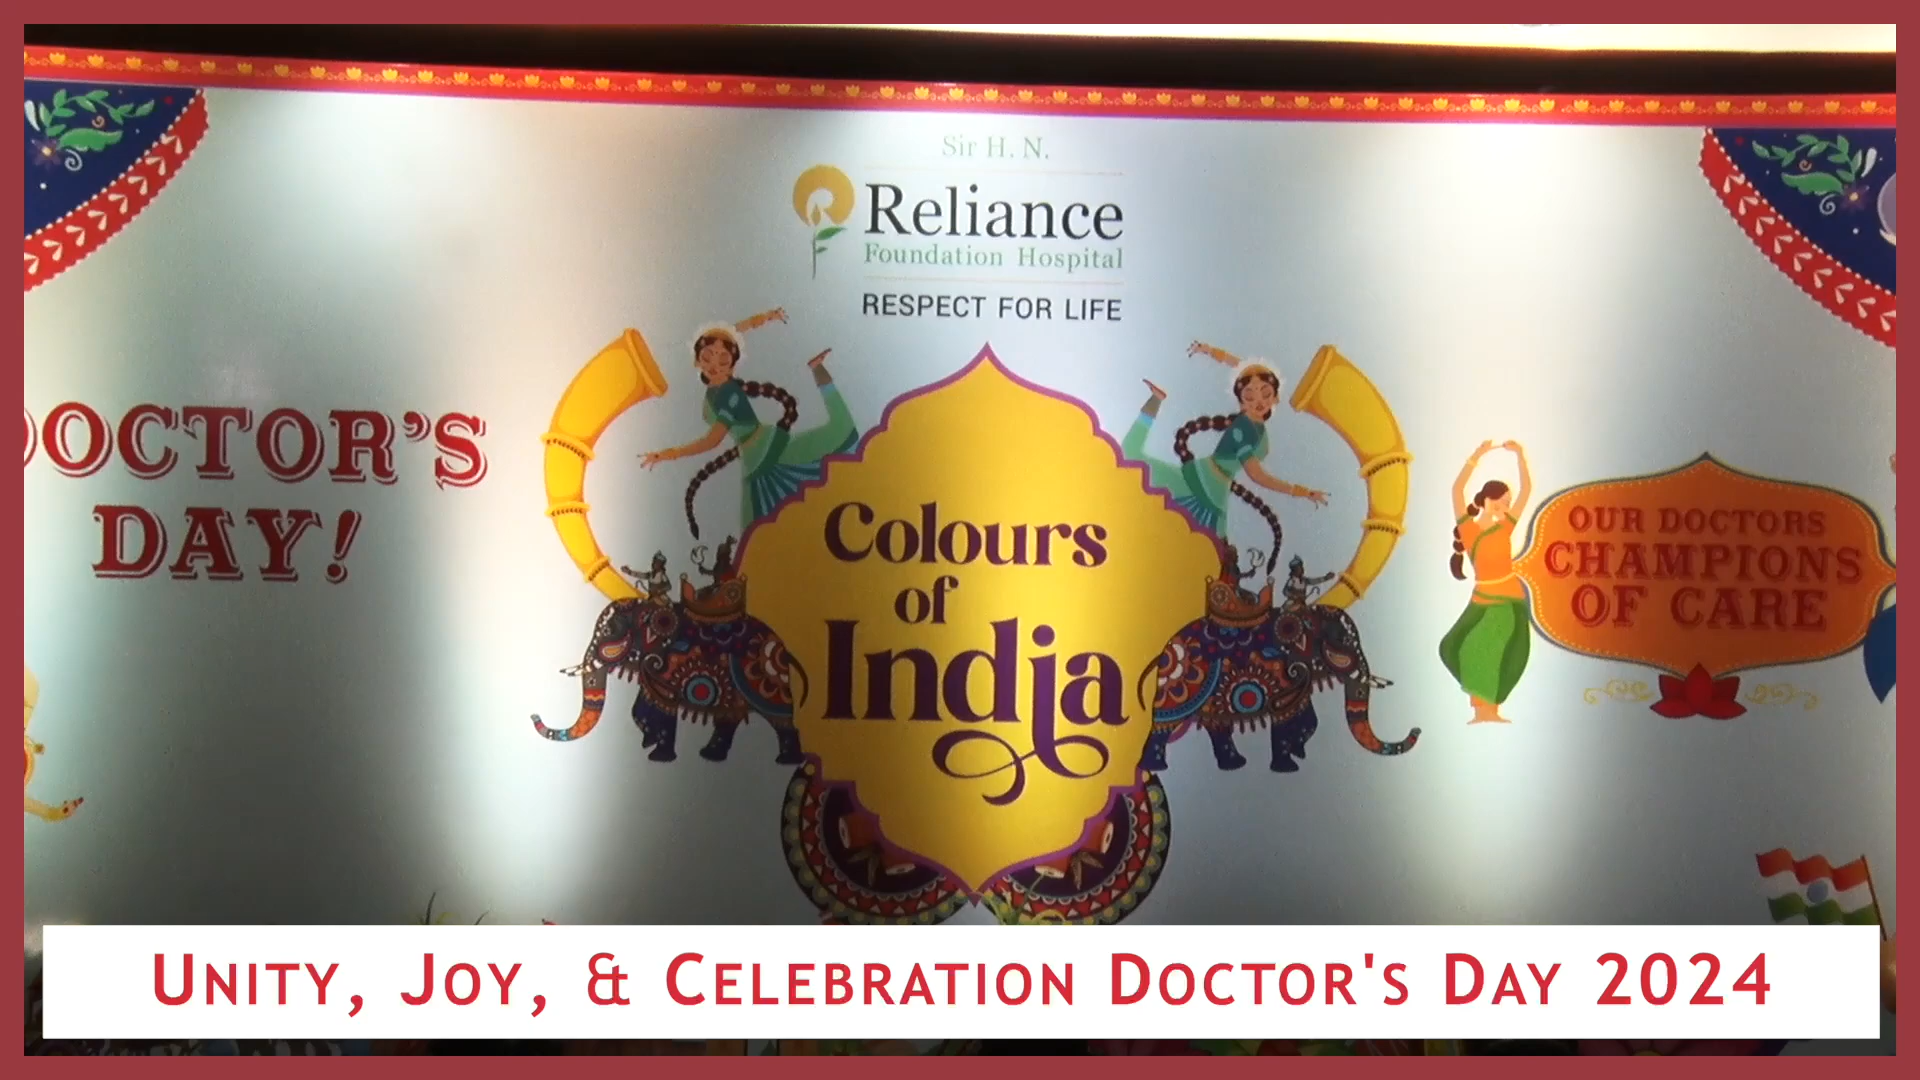 Sir H. N.
Reliance
Foundation Hospital
RESPECT FOR LIFE
DOCTOR'S
DAY!
Colours
of
India
OUR DOCTORS
CHAMPIONS
OF CARE
UNITY, JOY, & CELEBRATION DOCTOR'S DAY 2024